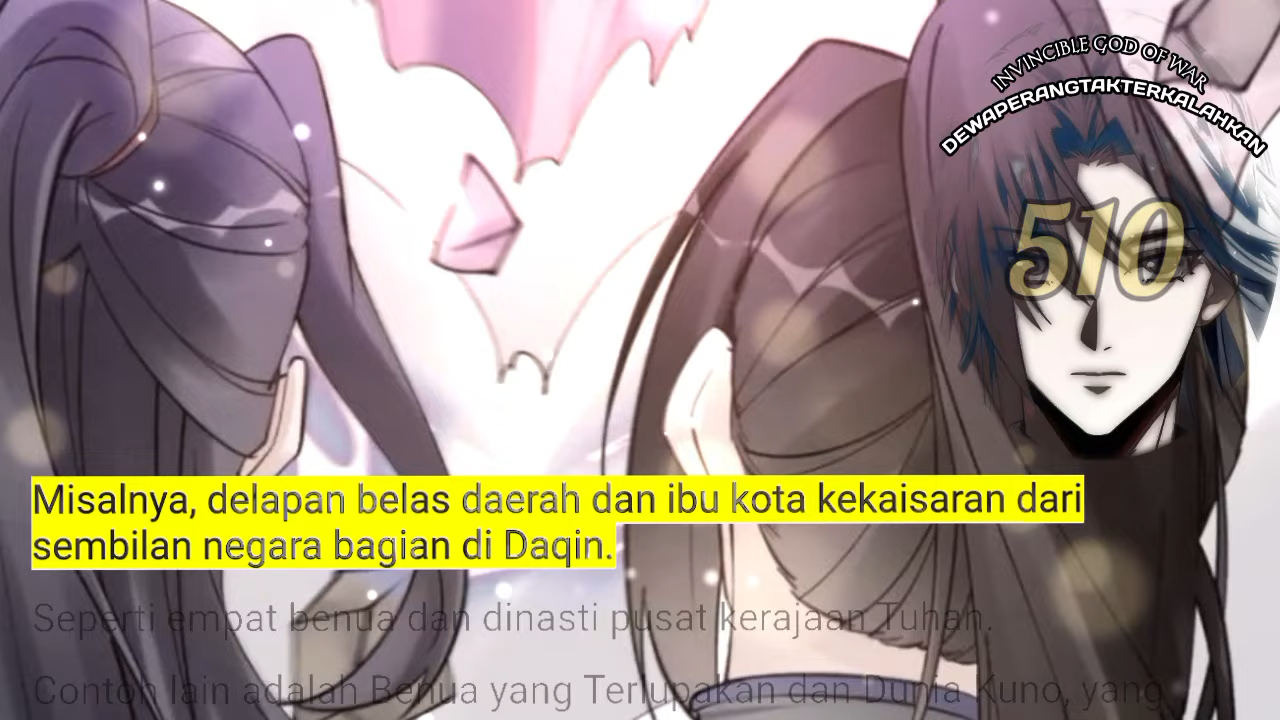 INVINCIBLE GOD OF WAR
DEWAPERANGTAKTERKALAHKAN
510
Misalnya, delapan belas daerah dan ibu kota kekaisaran dari
sembilan negara bagian di Daqin.
Seperti empat benua dan dinasti pusat kerajaan Tuhan.
Contoh lain adalah Benua yang Terlupakan dan Dunia Kuno, yang